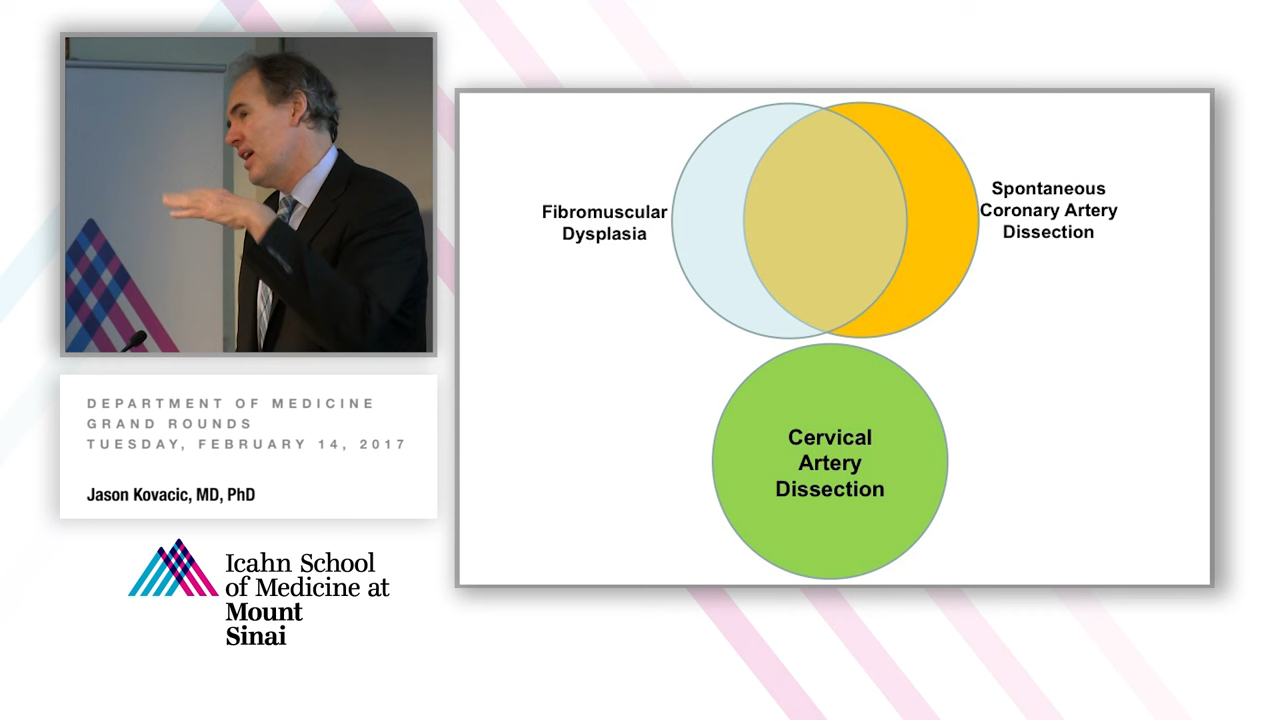 DEPARTMENT OF MEDICINE
GRAND ROUNDS
TUESDAY, FEBRUARY 14, 2017
Jason Kovacic, MD, PhD
Icahn School
of Medicine at
Mount
Sinai
Fibromuscular
Dysplasia
Spontaneous
Coronary Artery
Dissection
Cervical
Artery
Dissection